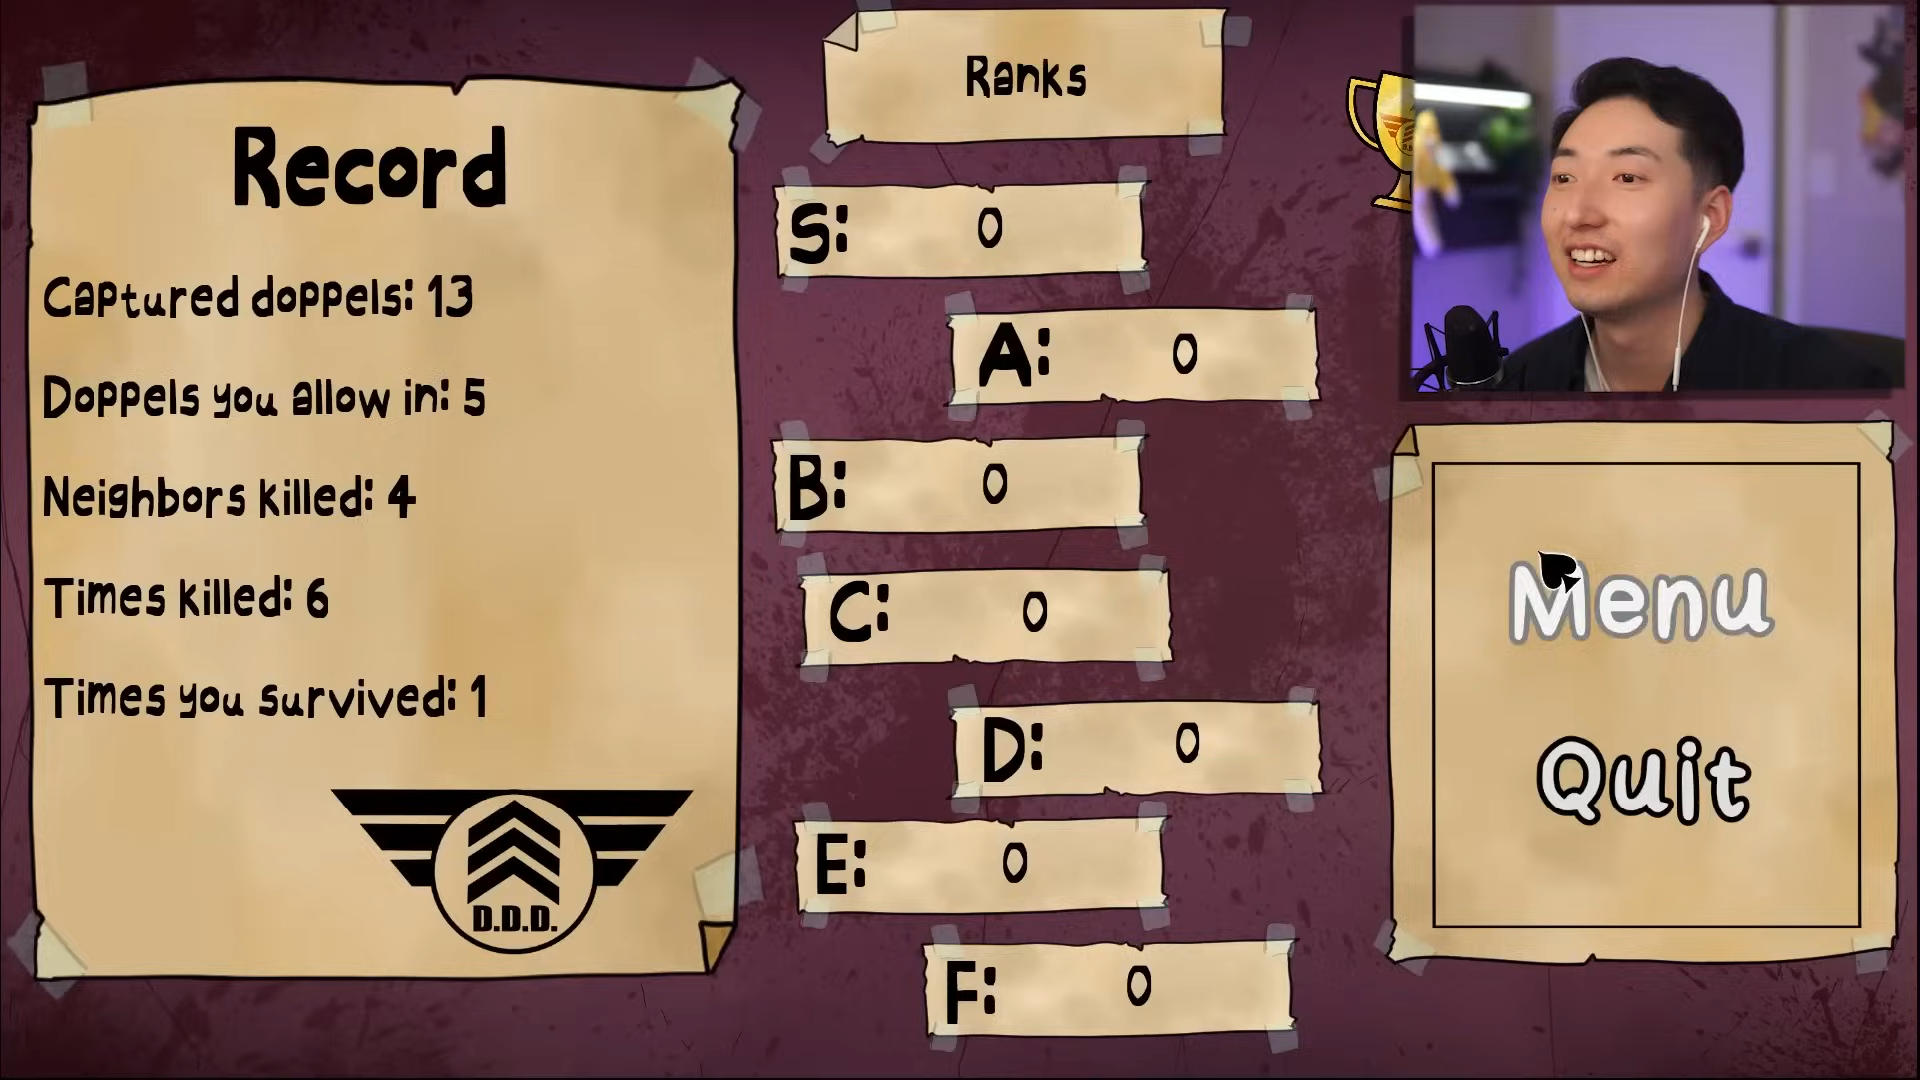 Record
Captured doppels: 13
Doppels you allow in: 5
Neighbors killed: 4
Times killed: 6
Times you survived: 1
D.D.D.
Ranks
S: 0
A: 0
B: 0
C: 0
D: 0
E: 0
F: 0
Menu
Quit